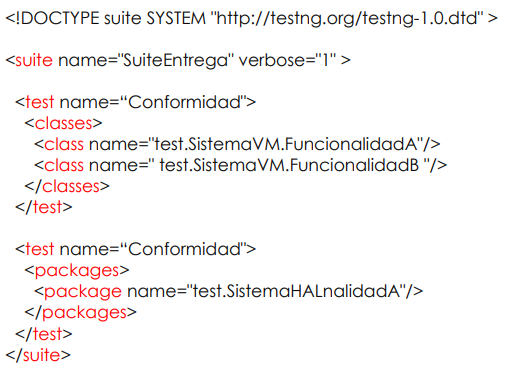 <!DOCTYPE suite SYSTEM "http://testng.org/testng-1.0.dtd" >
<suite name="SuiteEntrega" verbose="1" >
<test name=“Conformidad">
<classes>
<class name="test.SistemaVM.FuncionalidadA"/>
<class name=" test.SistemaVM.FuncionalidadB "/>
</classes>
</test>
<test name=“Conformidad">
<packages>
<package name="test.SistemaHALnalidadA"/>
</packages>
</test>
</suite>